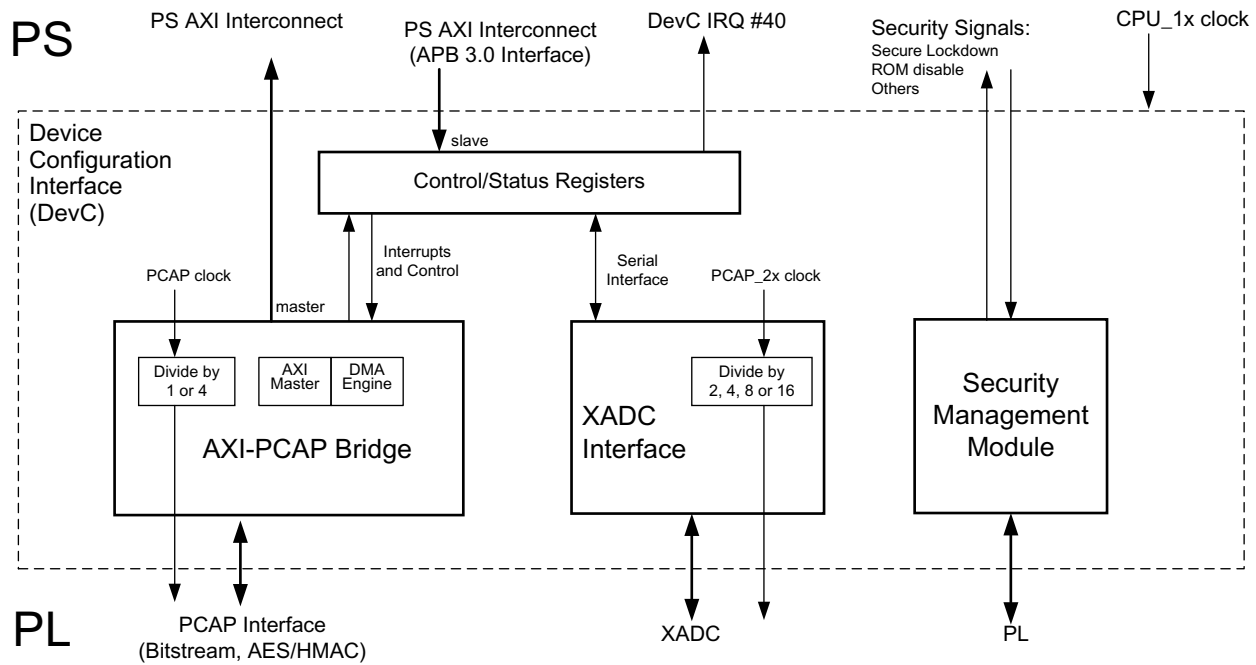 PS
PS AXI Interconnect
PS AXI Interconnect
(APB 3.0 Interface)
DevC IRQ #40
Security Signals:
Secure Lockdown
ROM disable
Others
CPU_1x clock
Device
Configuration
Interface
(DevC)
slave
Control/Status Registers
Interrupts
and Control
Serial
Interface
PCAP clock
PCAP_2x clock
master
Divide by
1 or 4
AXI
Master
DMA
Engine
AXI-PCAP Bridge
Divide by
2, 4, 8 or 16
XADC
Interface
Security
Management
Module
PL
PCAP Interface
(Bitstream, AES/HMAC)
XADC
PL